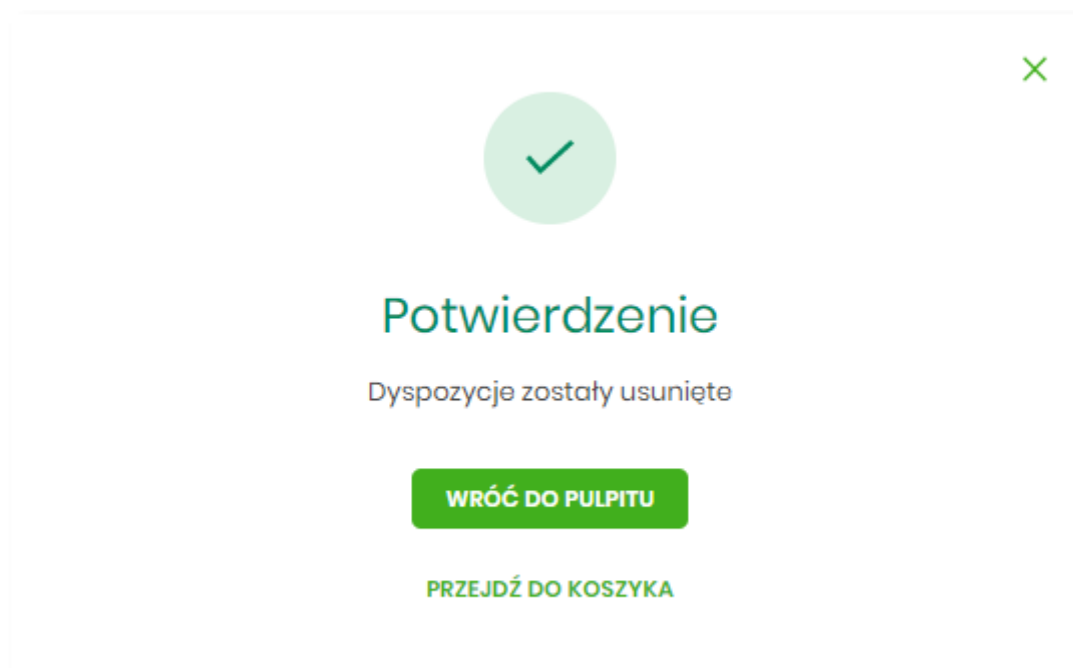 Potwierdzenie
Dyspozycje zostały usunięte
WRÓĆ DO PULPITU
PRZEJDŹ DO KOSZYKA